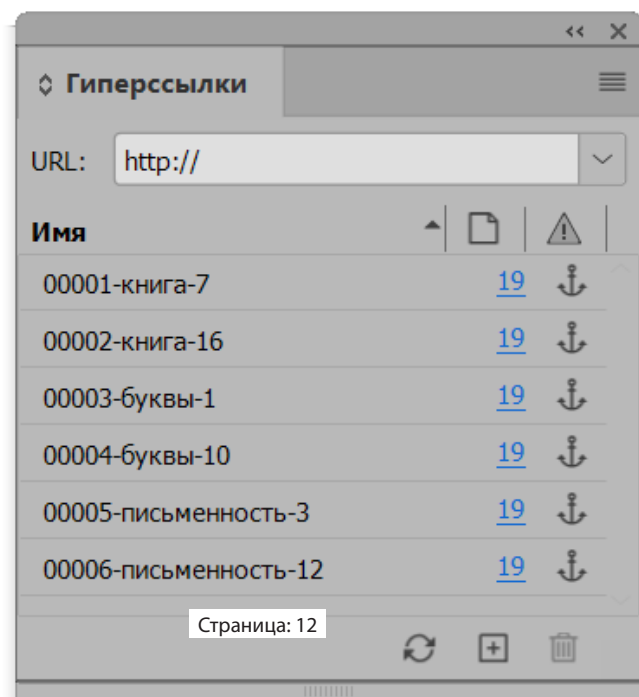 Гиперссылки
URL: http://
Имя
00001-книга-7 19
00002-книга-16 19
00003-буквы-1 19
00004-буквы-10 19
00005-письменность-3 19
00006-письменность-12 19
Страница: 12